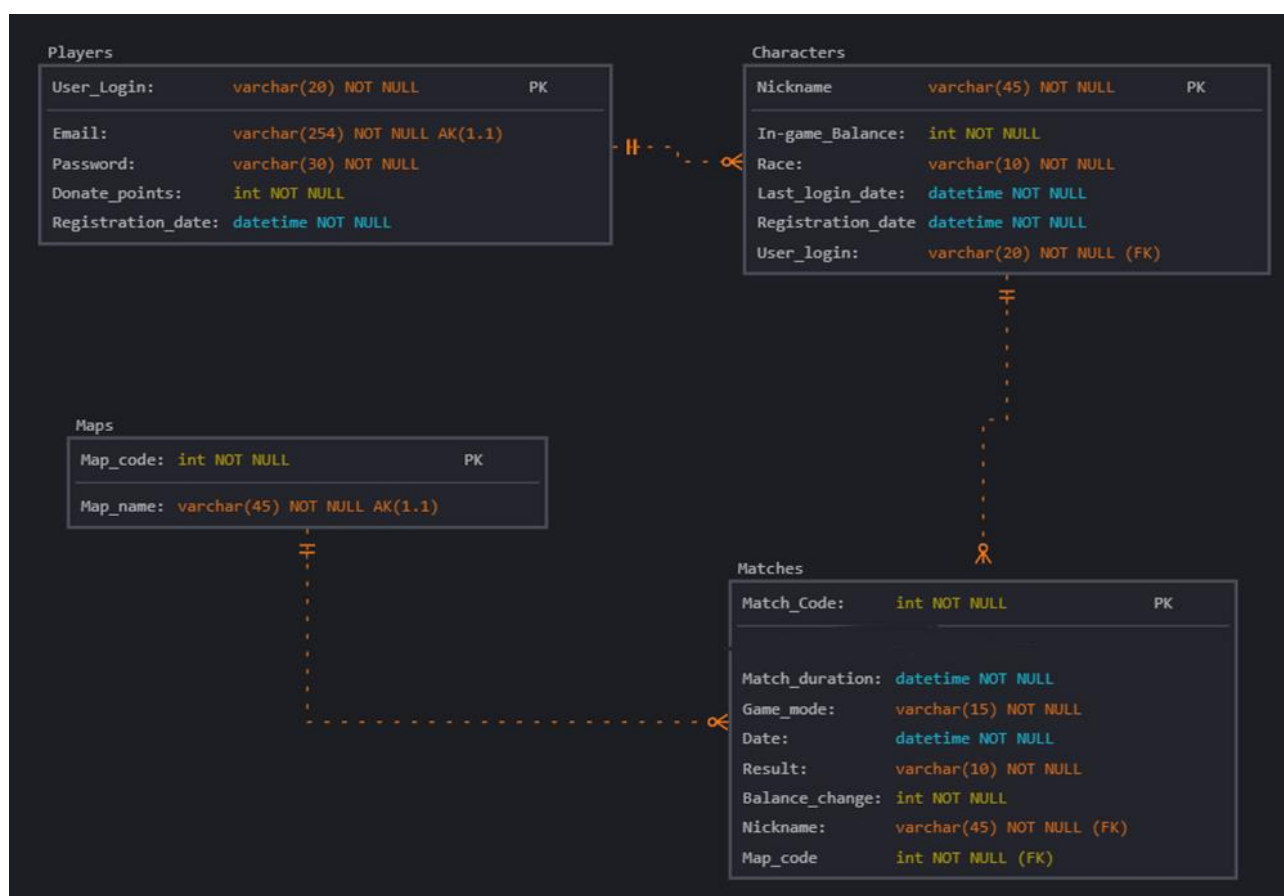 Players
User_Login: varchar(20) NOT NULL PK
Email: varchar(254) NOT NULL AK(1.1)
Password: varchar(30) NOT NULL
Donate_points: int NOT NULL
Registration_date: datetime NOT NULL
Characters
Nickname varchar(45) NOT NULL PK
In-game_Balance: int NOT NULL
Race: varchar(10) NOT NULL
Last_login_date: datetime NOT NULL
Registration_date datetime NOT NULL
User_login: varchar(20) NOT NULL (FK)
Maps
Map_code: int NOT NULL PK
Map_name: varchar(45) NOT NULL AK(1.1)
Matches
Match_Code: int NOT NULL PK
Match_duration: datetime NOT NULL
Game_mode: varchar(15) NOT NULL
Date: datetime NOT NULL
Result: varchar(10) NOT NULL
Balance_change: int NOT NULL
Nickname: varchar(45) NOT NULL (FK)
Map_code int NOT NULL (FK)